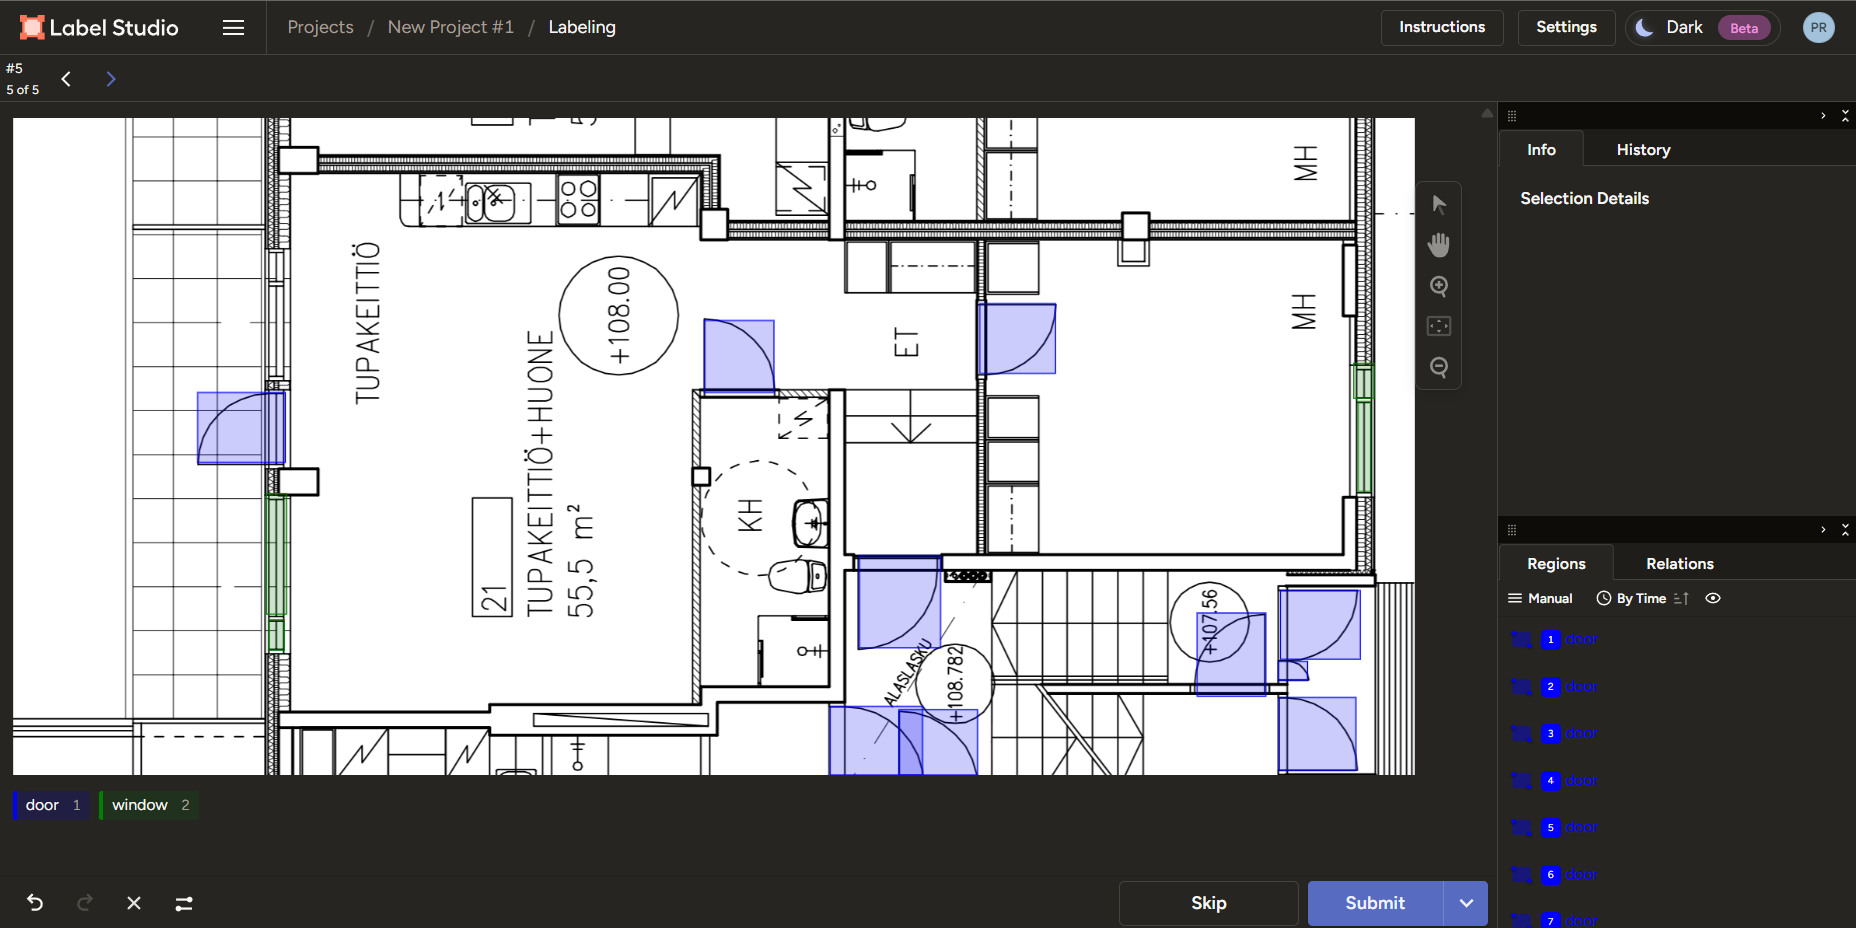 Label Studio
Projects / New Project #1 / Labeling
Instructions
Settings
Dark
Beta
PR
#5
5 of 5
Info
History
Selection Details
MH
TUPAKEITTIÖ
+108.00
TUPAKEITTIÖ+HUONE
55,5 m²
21
ET
MH
KH
ALASLASKU
+108.782
+107.56
Regions
Relations
Manual
By Time
1 door
2 door
3 door
4 door
5 door
6 door
7 door
door 1
window 2
Skip
Submit